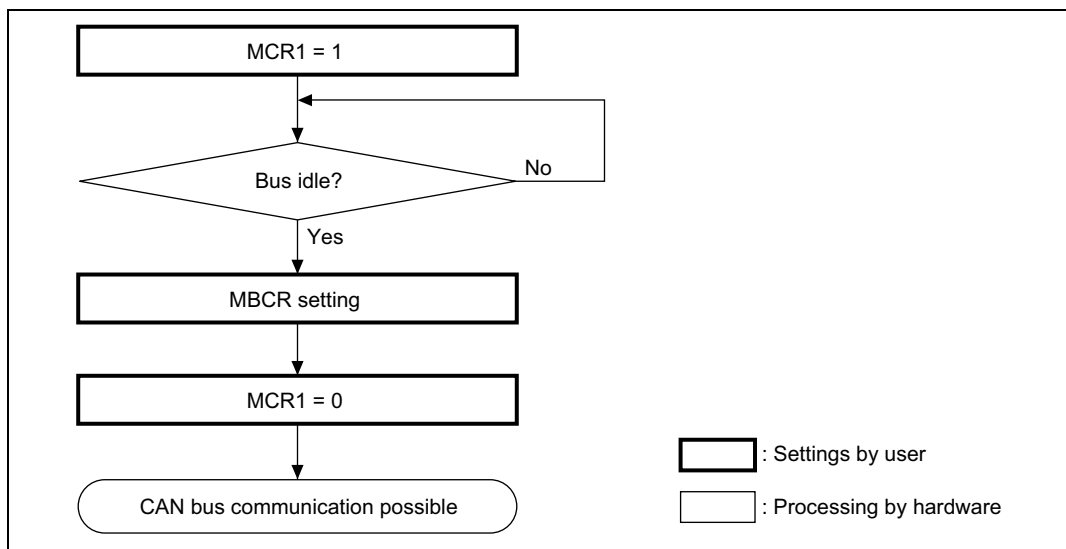 MCR1 = 1
Bus idle?
No
Yes
MBCR setting
MCR1 = 0
CAN bus communication possible
: Settings by user
: Processing by hardware